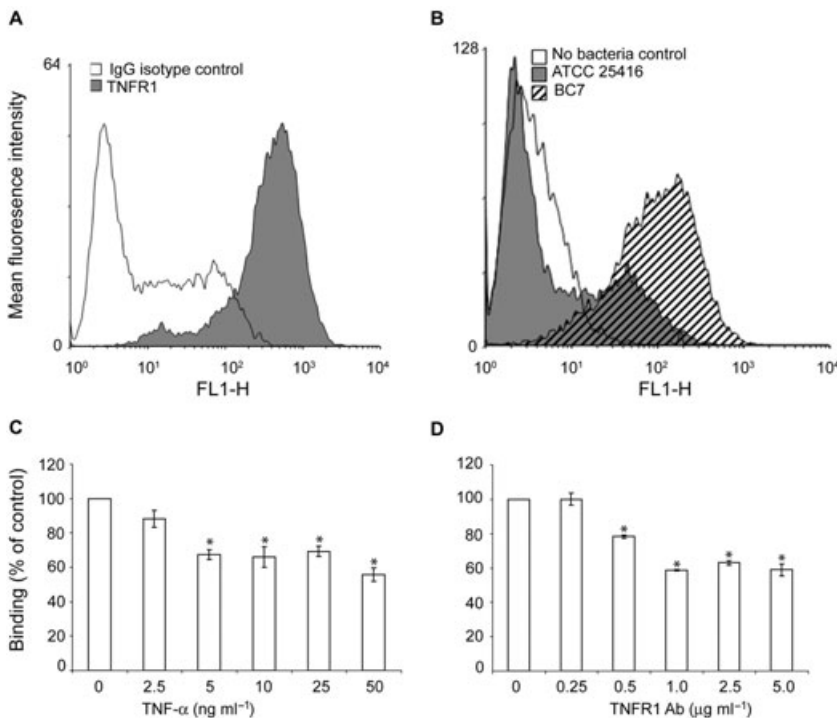 A
64
Mean fluoresence intensity
0
IgG isotype control
TNFR1
10⁰ 10¹ 10² 10³ 10⁴
FL1-H
B
128
0
No bacteria control
ATCC 25416
BC7
10⁰ 10¹ 10² 10³ 10⁴
FL1-H
C
Binding (% of control)
120
100
80
60
40
20
0
* * * *
0 2.5 5 10 25 50
TNF-α (ng ml⁻¹)
D
120
100
80
60
40
20
0
* * * *
0 0.25 0.5 1.0 2.5 5.0
TNFR1 Ab (μg ml⁻¹)